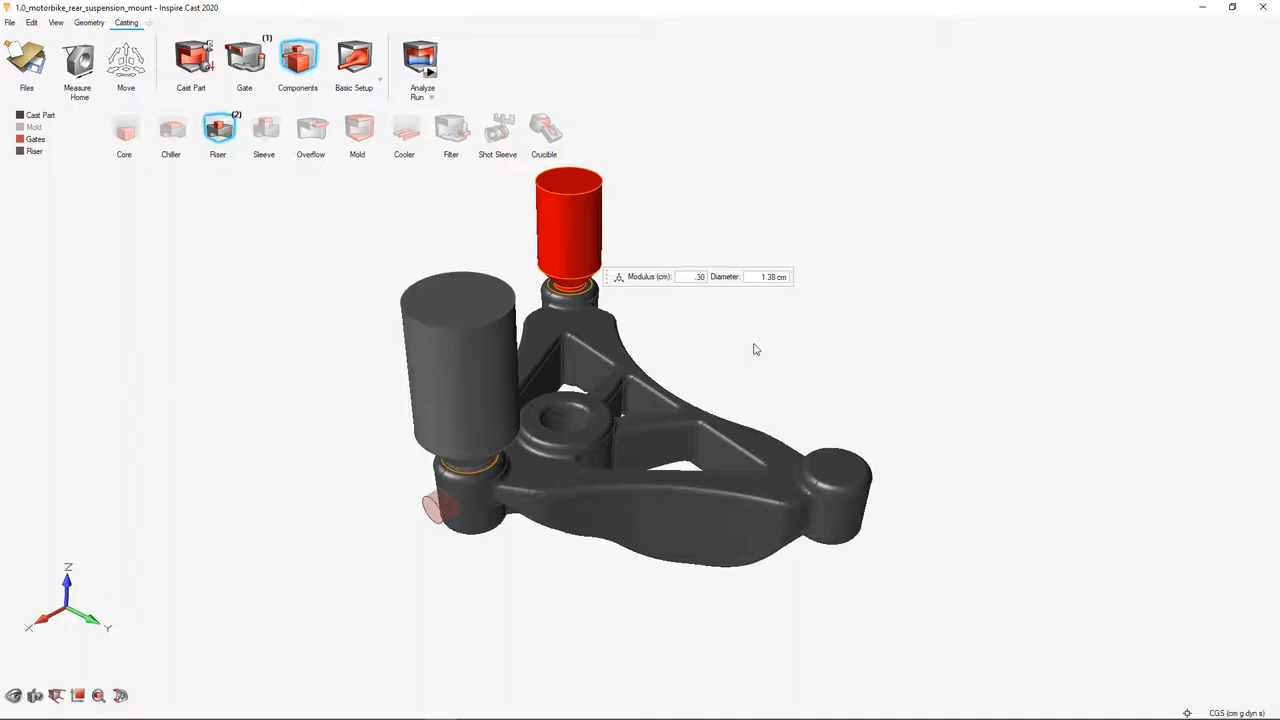 1.0_motorbike_rear_suspension_mount - Inspire Cast 2020
File Edit View Geometry Casting
(1)
Files Measure Home Move Cast Part Gate Components Basic Setup Analyze Run
Cast Part
Mold
Gates
Riser
(2)
Core Chiller Riser Sleeve Overflow Mold Cooler Filter Shot Sleeve Crucible
Modulus (cm): .30 Diameter: 1.38 cm
Z
X
Y
CGS (cm g dyn s)